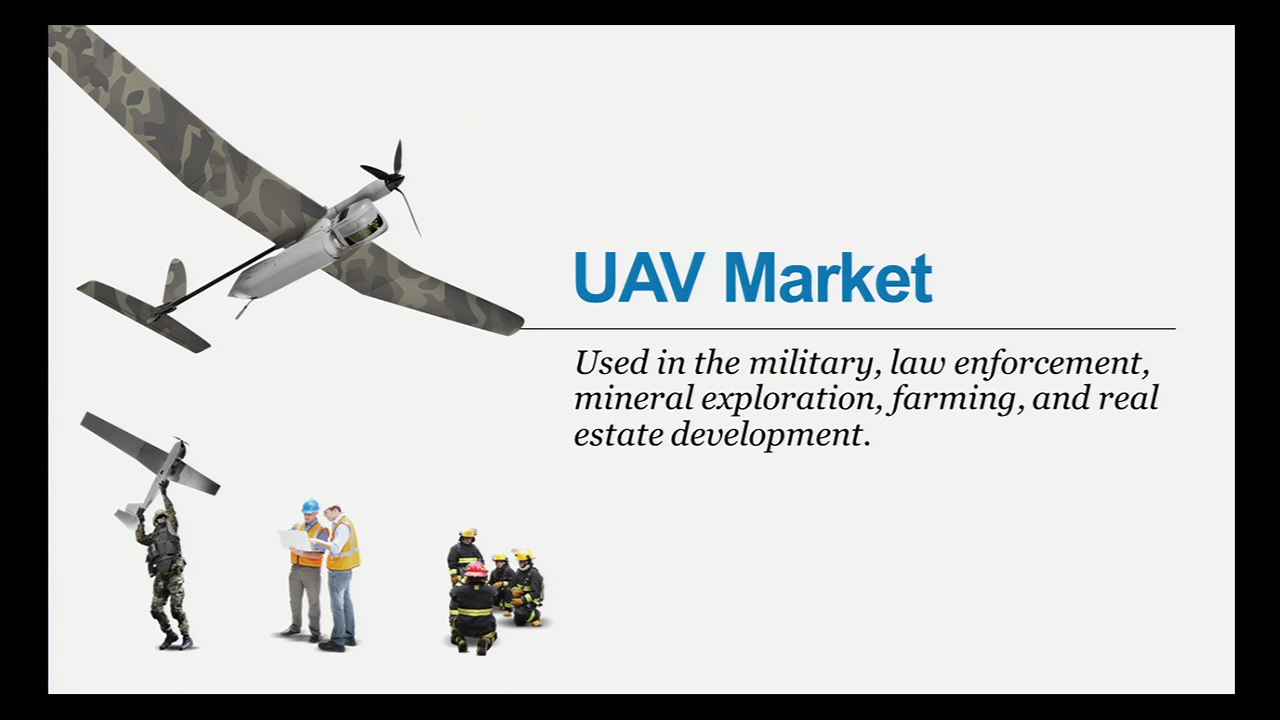 UAV Market
Used in the military, law enforcement,
mineral exploration, farming, and real
estate development.